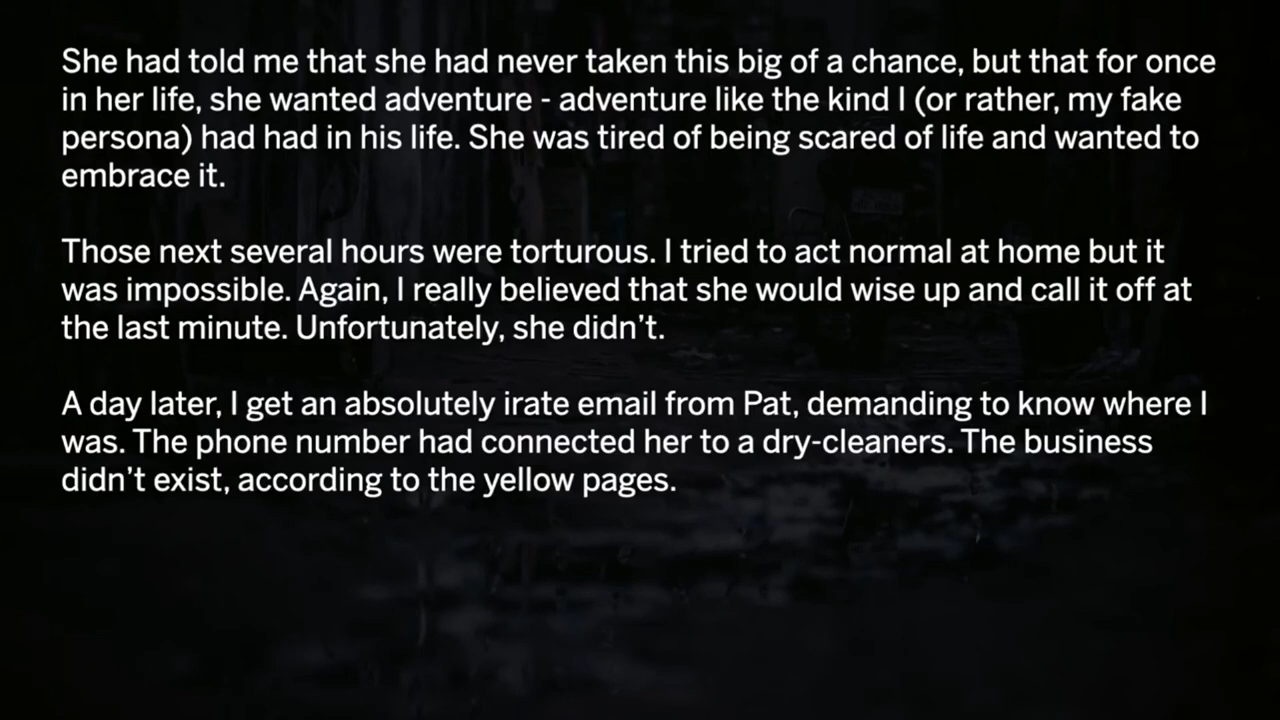 She had told me that she had never taken this big of a chance, but that for once
in her life, she wanted adventure - adventure like the kind I (or rather, my fake
persona) had had in his life. She was tired of being scared of life and wanted to
embrace it.
Those next several hours were torturous. I tried to act normal at home but it
was impossible. Again, I really believed that she would wise up and call it off at
the last minute. Unfortunately, she didn’t.
A day later, I get an absolutely irate email from Pat, demanding to know where I
was. The phone number had connected her to a dry-cleaners. The business
didn’t exist, according to the yellow pages.